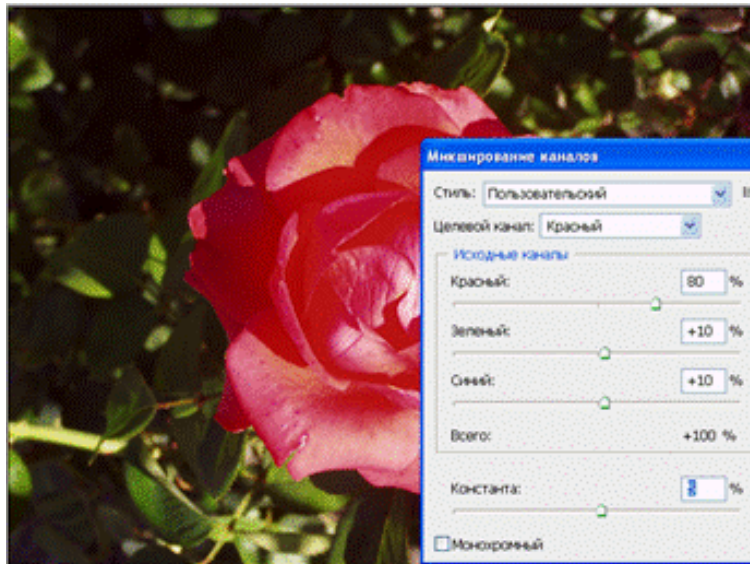 Микширование каналов
Стиль: Пользовательский
Целевой канал: Красный
Исходные каналы
Красный: 80 %
Зеленый: +10 %
Синий: +10 %
Всего: +100 %
Константа: %
Монохромный